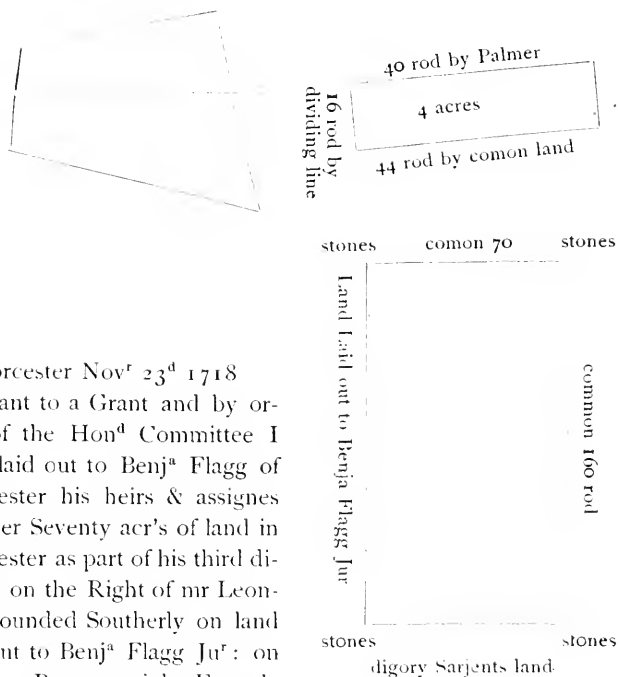 40 rod by Palmer
16 rod by
dividing line
4 acres
44 rod by comon land
stones comon 70 stones
Land Laid out to Benja Flagg Jur
common 160 rod
stones stones
digory Sarjents land
orcester Novʳ 23ᵈ 1718
ant to a Grant and by or-
f the Honᵈ Committee I
laid out to Benjᵃ Flagg of
ester his heirs & assignes
er Seventy acr's of land in
ester as part of his third di-
on the Right of mr Leon-
ounded Southerly on land
ut to Benjᵃ Flagg Juʳ: on